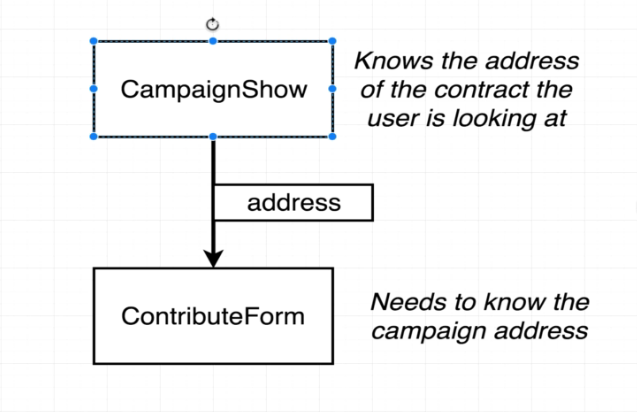 CampaignShow
Knows the address
of the contract the
user is looking at
address
ContributeForm
Needs to know the
campaign address